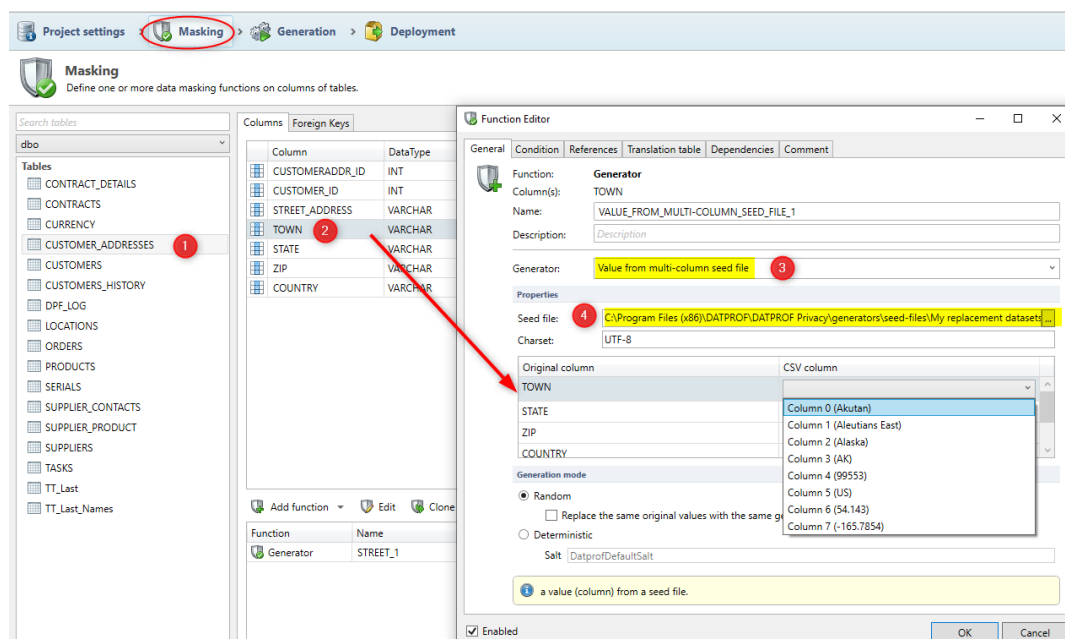 Project settings > Masking > Generation > Deployment
Masking
Define one or more data masking functions on columns of tables.
Search tables
dbo
Tables
CONTRACT_DETAILS
CONTRACTS
CURRENCY
CUSTOMER_ADDRESSES 1
CUSTOMERS
CUSTOMERS_HISTORY
DPF_LOG
LOCATIONS
ORDERS
PRODUCTS
SERIALS
SUPPLIER_CONTACTS
SUPPLIER_PRODUCT
SUPPLIERS
TASKS
TT_Last
TT_Last_Names
Columns Foreign Keys
Column DataType
CUSTOMERADDR_ID INT
CUSTOMER_ID INT
STREET_ADDRESS VARCHAR
TOWN 2 VARCHAR
STATE VARCHAR
ZIP VARCHAR
COUNTRY VARCHAR
Add function Edit Clone
Function Name
Generator STREET_1
Function Editor
General Condition References Translation table Dependencies Comment
Function: Generator
Column(s): TOWN
Name: VALUE_FROM_MULTI-COLUMN_SEED_FILE_1
Description: Description
Generator: Value from multi-column seed file 3
Properties
Seed file: 4 C:\Program Files (x86)\DATPROF\DATPROF Privacy\generators\seed-files\My replacement datasets ...
Charset: UTF-8
Original column CSV column
TOWN
STATE
ZIP
COUNTRY
Column 0 (Akutan)
Column 1 (Aleutians East)
Column 2 (Alaska)
Column 3 (AK)
Column 4 (99553)
Column 5 (US)
Column 6 (54.143)
Column 7 (-165.7854)
Generation mode
Random
Replace the same original values with the same ge
Deterministic
Salt DatprofDefaultSalt
a value (column) from a seed file.
Enabled
OK Cancel